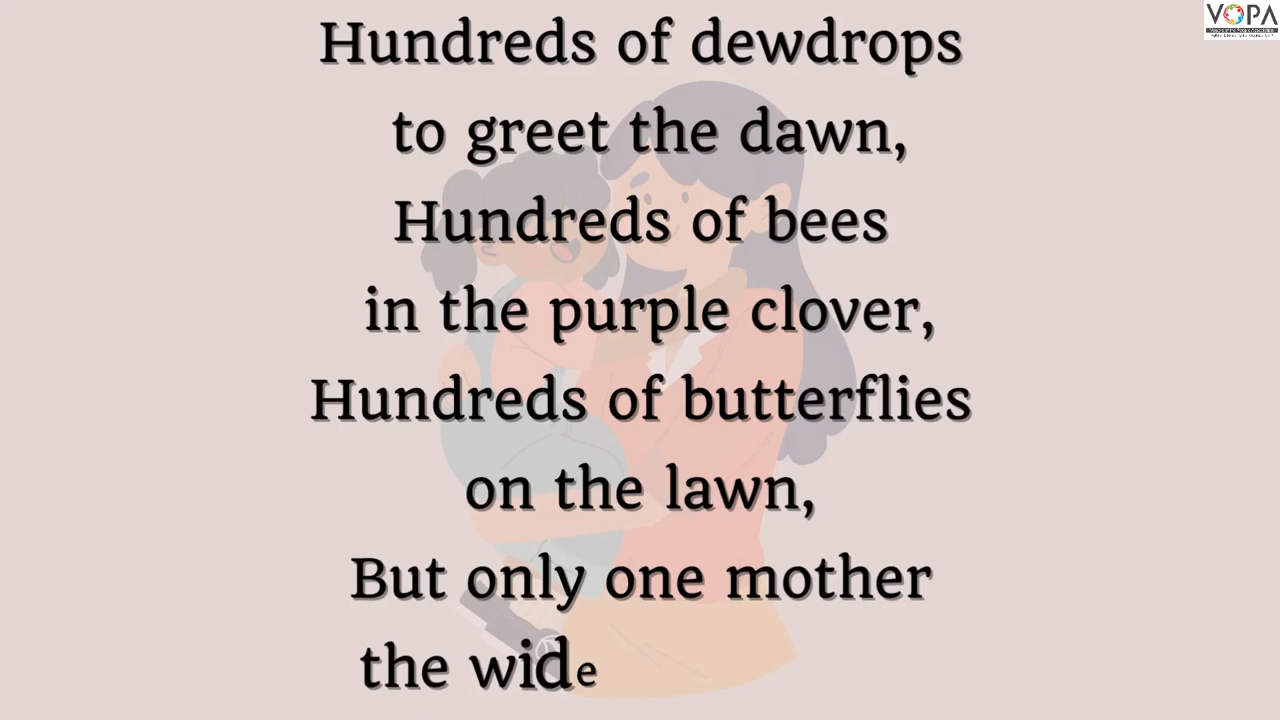 VOPA
Hundreds of dewdrops
to greet the dawn,
Hundreds of bees
in the purple clover,
Hundreds of butterflies
on the lawn,
But only one mother
the wide